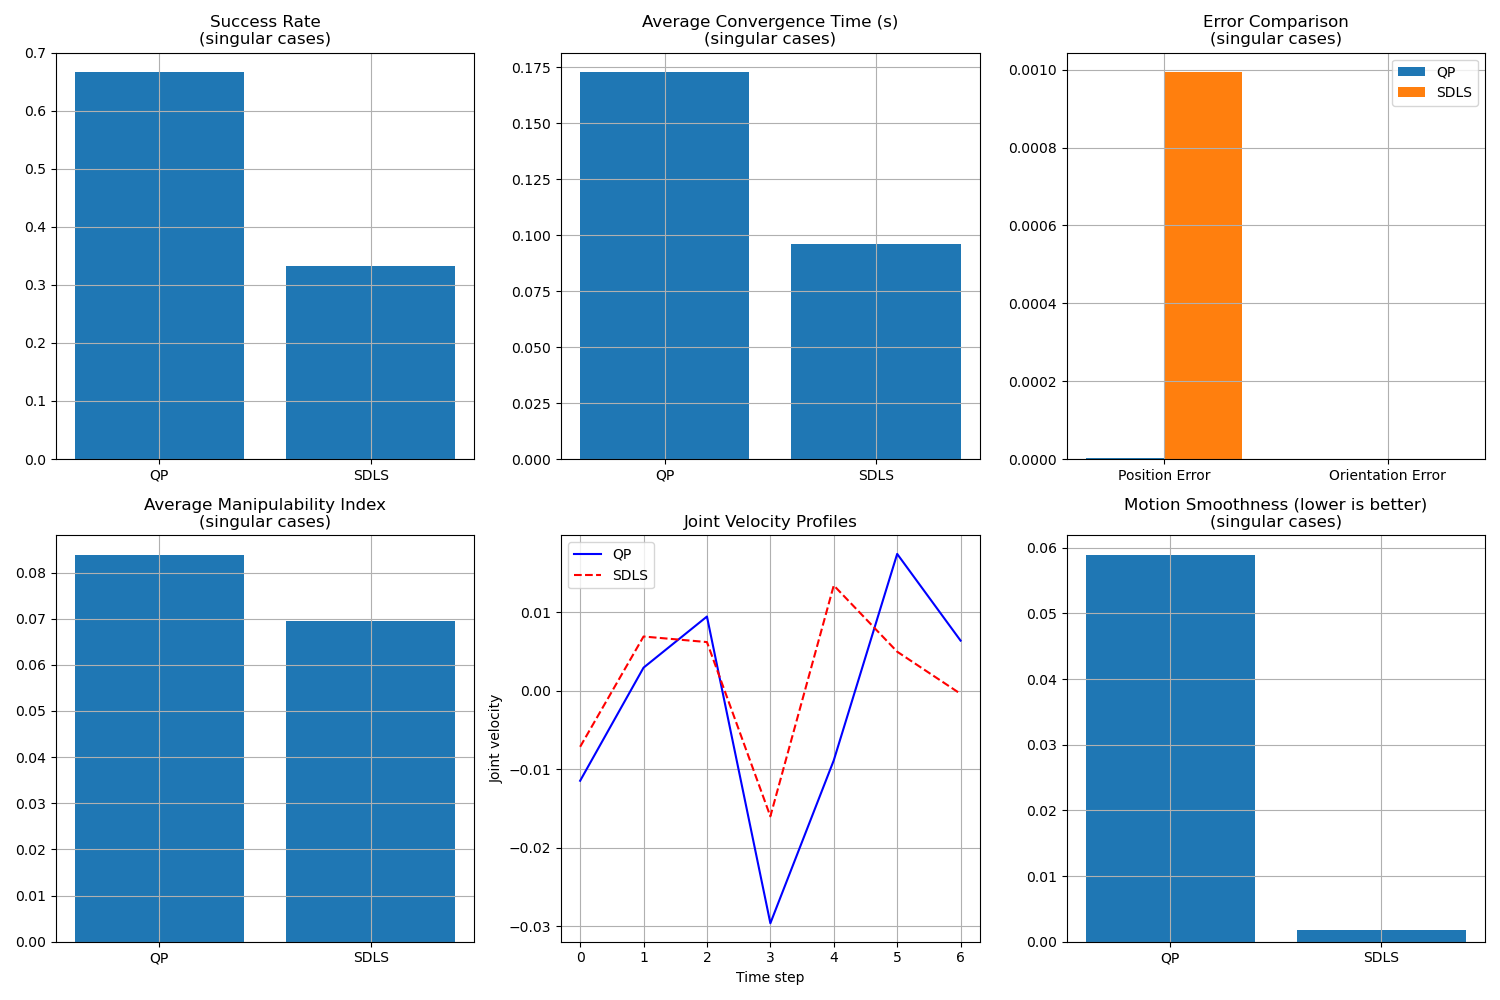 Success Rate
(singular cases)
0.7
0.6
0.5
0.4
0.3
0.2
0.1
0.0
QP
SDLS
Average Convergence Time (s)
(singular cases)
0.175
0.150
0.125
0.100
0.075
0.050
0.025
0.000
QP
SDLS
Error Comparison
(singular cases)
QP
SDLS
0.0010
0.0008
0.0006
0.0004
0.0002
0.0000
Position Error
Orientation Error
Average Manipulability Index
(singular cases)
0.08
0.07
0.06
0.05
0.04
0.03
0.02
0.01
0.00
QP
SDLS
Joint Velocity Profiles
QP
SDLS
Joint velocity
0.01
0.00
−0.01
−0.02
−0.03
0
1
2
3
4
5
6
Time step
Motion Smoothness (lower is better)
(singular cases)
0.06
0.05
0.04
0.03
0.02
0.01
0.00
QP
SDLS